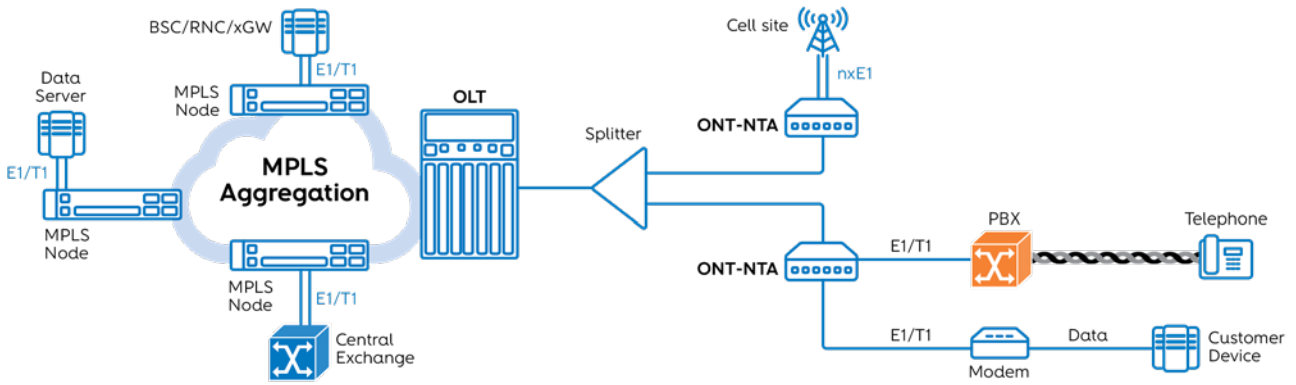 BSC/RNC/xGW
E1/T1
MPLS
Node
Data
Server
E1/T1
MPLS
Node
MPLS
Aggregation
MPLS
Node
E1/T1
Central
Exchange
OLT
Splitter
Cell site
nxE1
ONT-NTA
ONT-NTA
E1/T1
PBX
Telephone
E1/T1
Modem
Data
Customer
Device